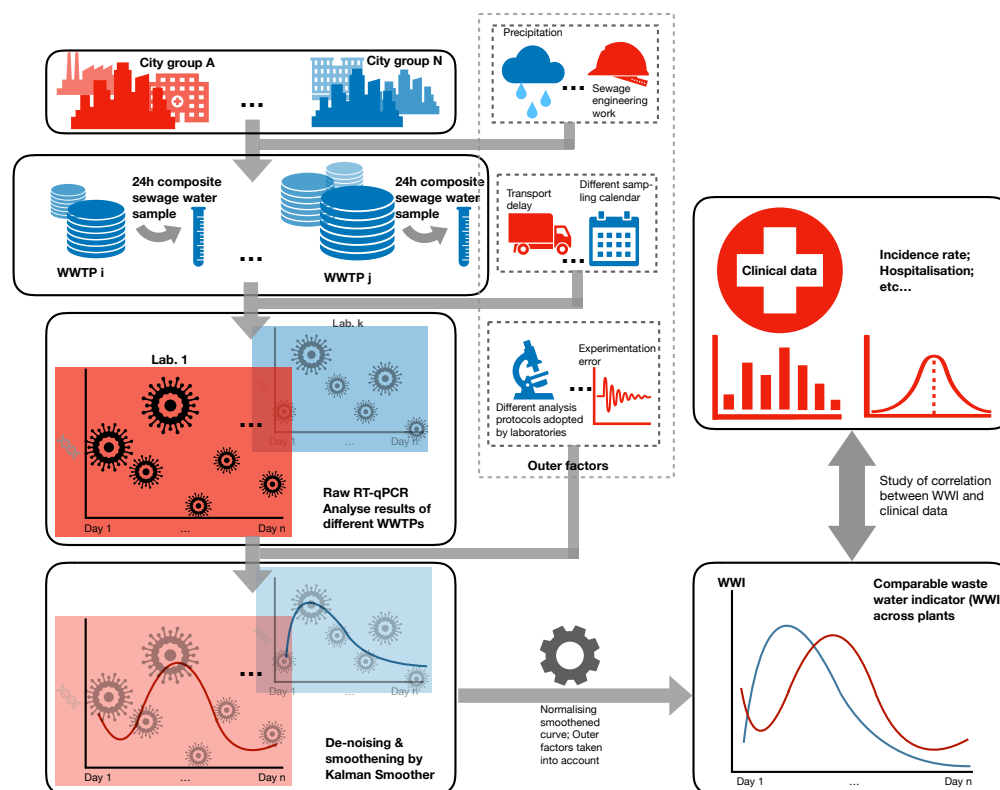 City group A
City group N
...
Precipitation
...
Sewage
engineering
work
24h composite
sewage water
sample
WWTP i
...
24h composite
sewage water
sample
WWTP j
Transport
delay
Different samp-
ling calendar
...
Lab. 1
Day 1
...
Day n
...
Lab. k
Day 1
...
Day n
Raw RT-qPCR
Analyse results of
different WWTPs
Different analysis
protocols adopted
by laboratories
...
Experimentation
error
Outer factors
Day 1
...
Day n
...
Day 1
...
Day n
De-noising &
smoothening by
Kalman Smoother
Normalising
smoothened
curve; Outer
factors taken
into account
Clinical data
Incidence rate;
Hospitalisation;
etc...
Study of correlation
between WWI and
clinical data
WWI
Comparable waste
water indicator (WWI
across plants
Day 1
...
Day n